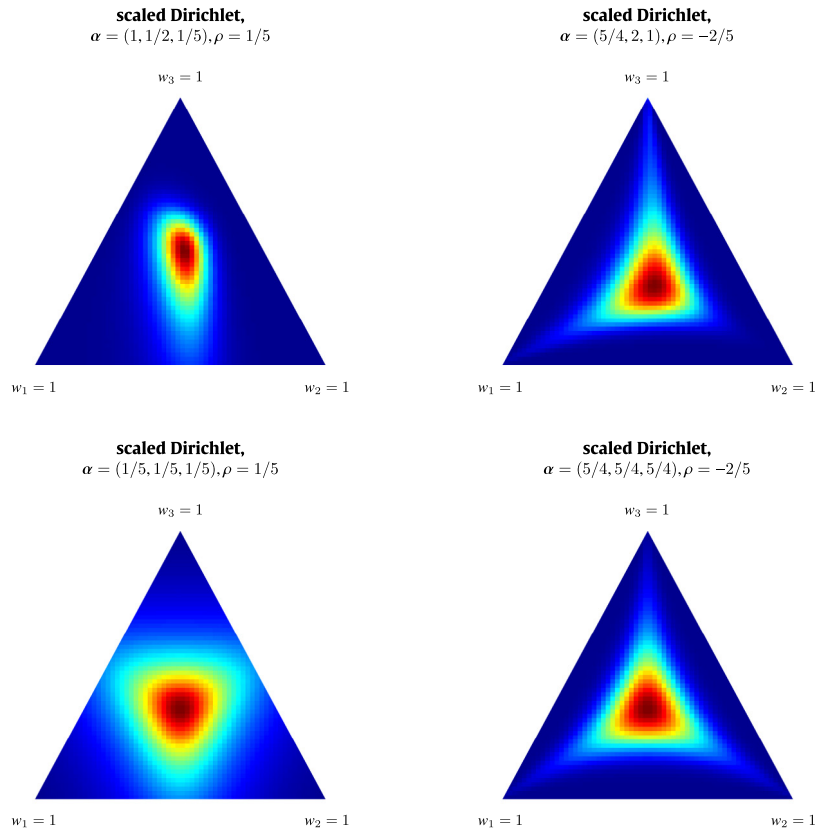 scaled Dirichlet,
α = (1, 1/2, 1/5), ρ = 1/5
w₃ = 1
w₁ = 1
w₂ = 1
scaled Dirichlet,
α = (5/4, 2, 1), ρ = −2/5
w₃ = 1
w₁ = 1
w₂ = 1
scaled Dirichlet,
α = (1/5, 1/5, 1/5), ρ = 1/5
w₃ = 1
w₁ = 1
w₂ = 1
scaled Dirichlet,
α = (5/4, 5/4, 5/4), ρ = −2/5
w₃ = 1
w₁ = 1
w₂ = 1